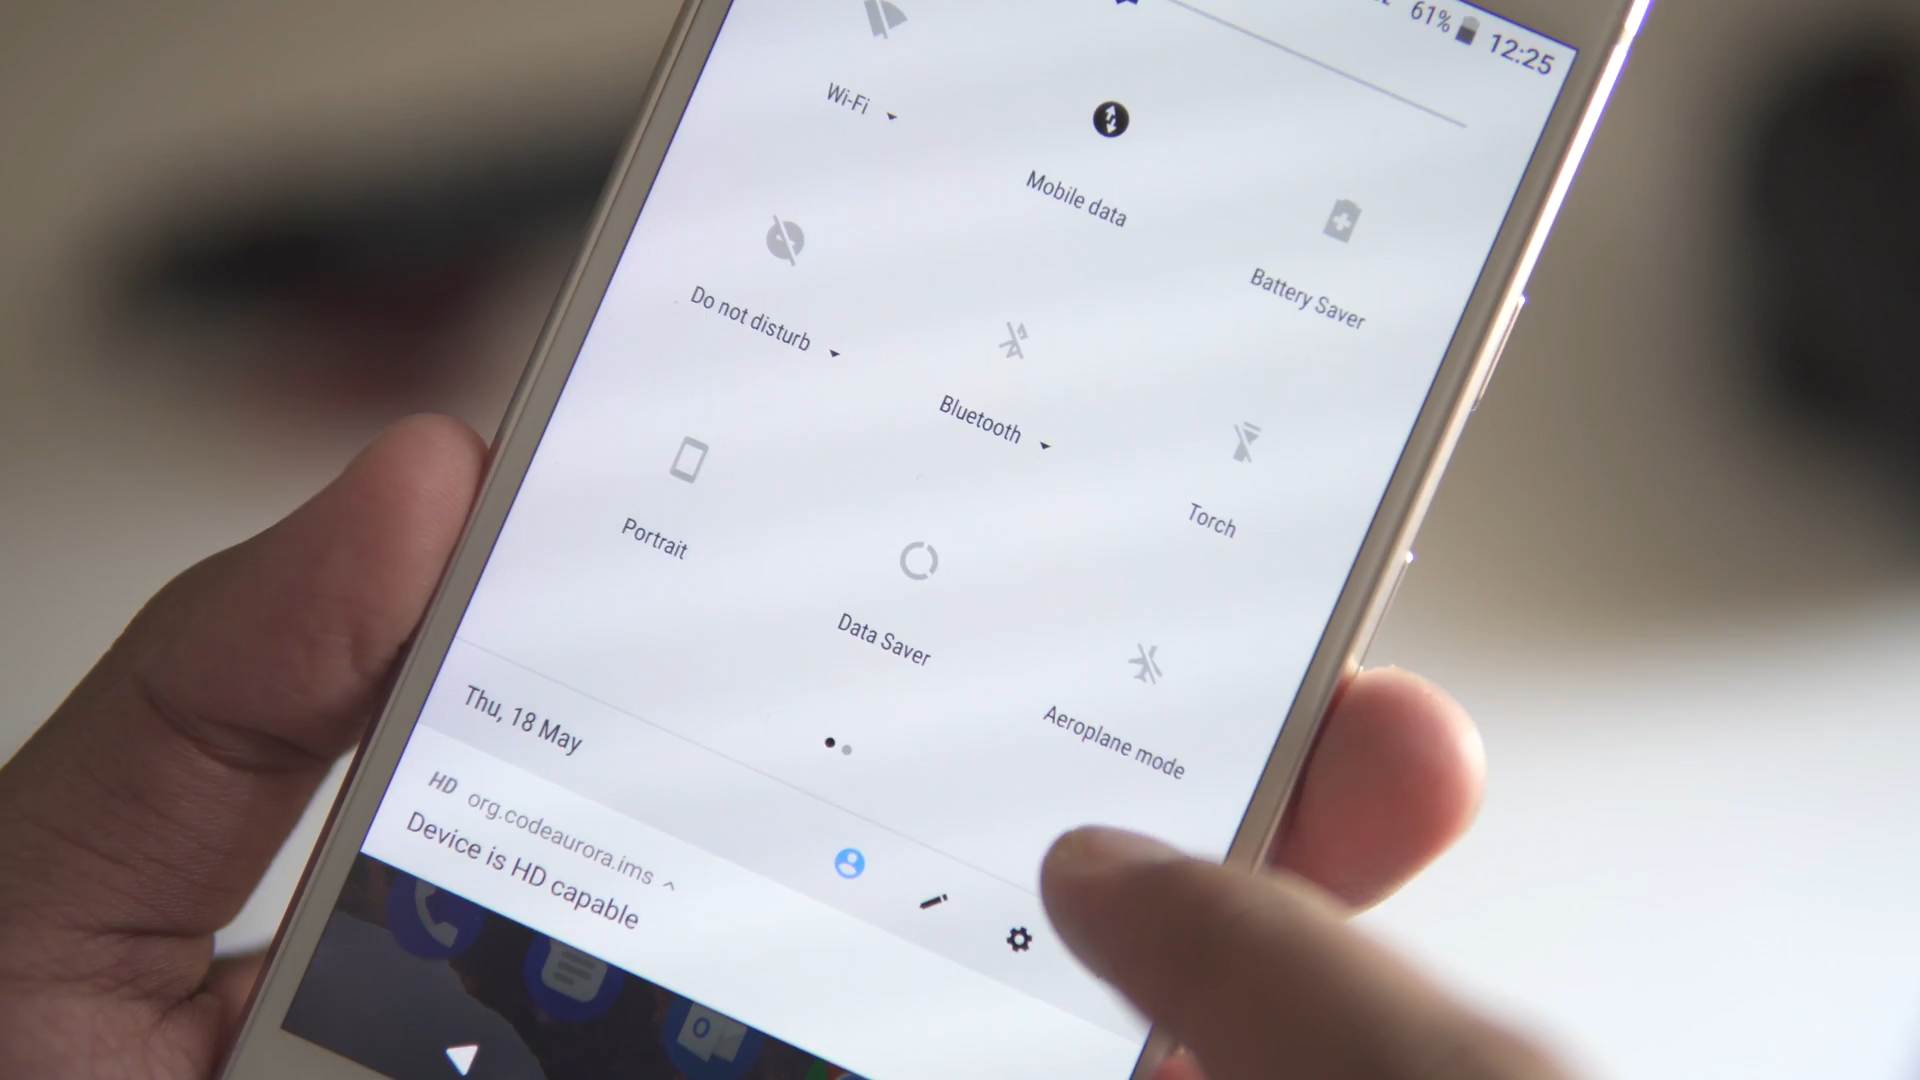 61% 12:25
Wi-Fi
Mobile data
Battery Saver
Do not disturb
Bluetooth
Torch
Portrait
Data Saver
Aeroplane mode
Thu, 18 May
HD org.codeaurora.ims
Device is HD capable